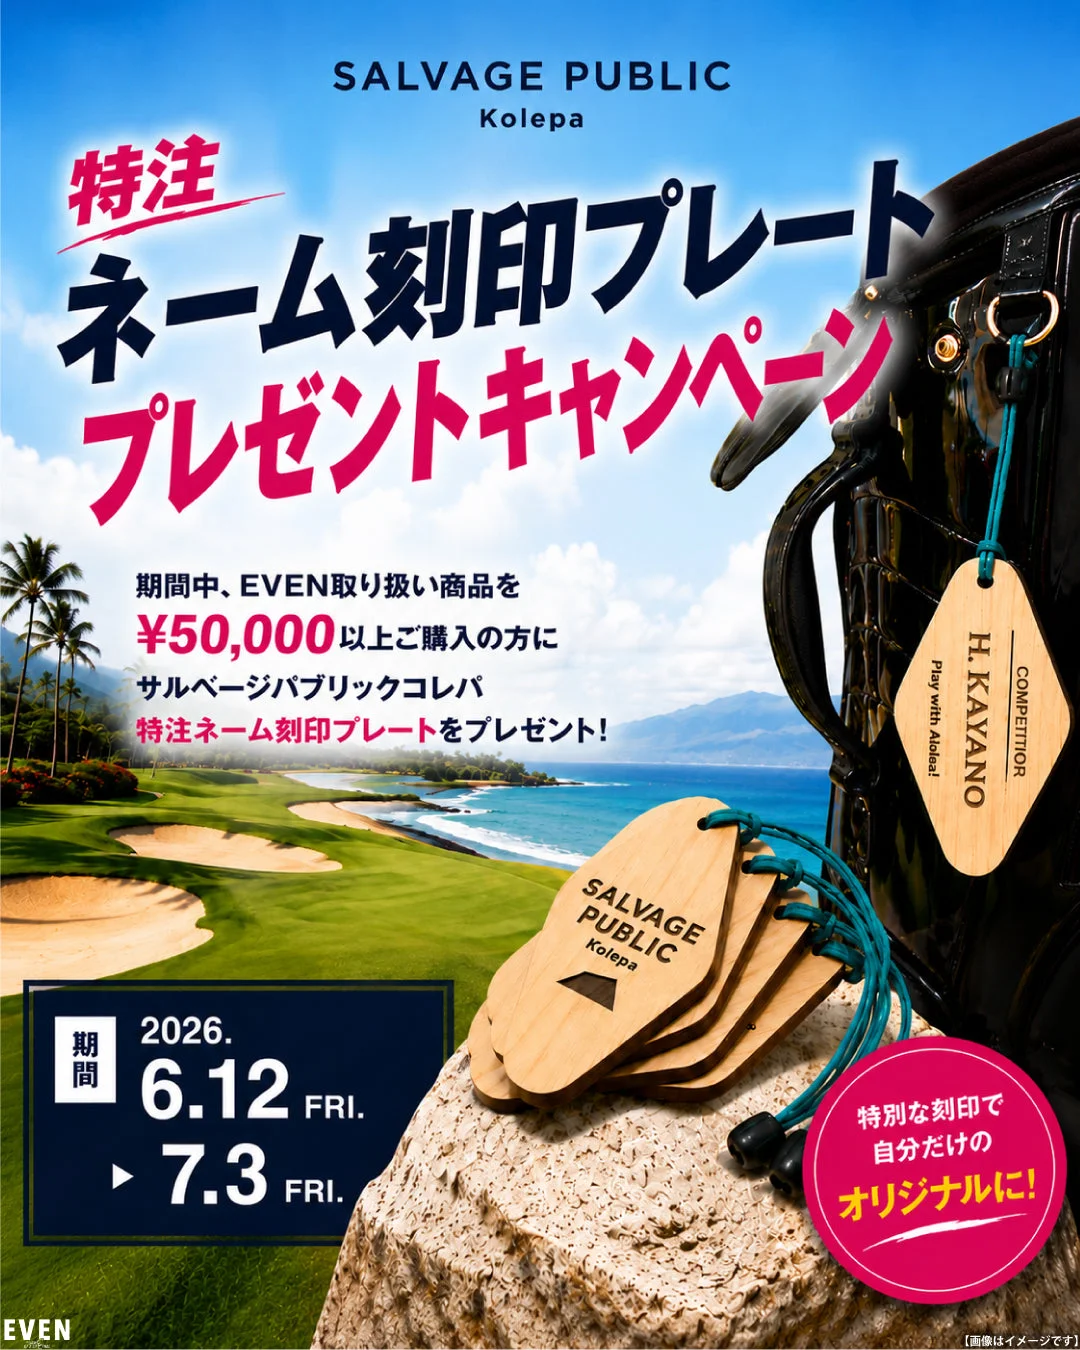 SALVAGE PUBLIC
Kolepa
特注
ネーム刻印プレート
プレゼントキャンペーン
期間中、EVEN取り扱い商品を
¥50,000以上ご購入の方に
サルベージパブリックコレパ
特注ネーム刻印プレートをプレゼント!
COMPETITIOR
H. KAYANO
Play with Alolea!
SALVAGE
PUBLIC
Kolepa
期間
2026.
6.12 FRI.
▶ 7.3 FRI.
特別な刻印で
自分だけの
オリジナルに!
EVEN
【画像はイメージです】